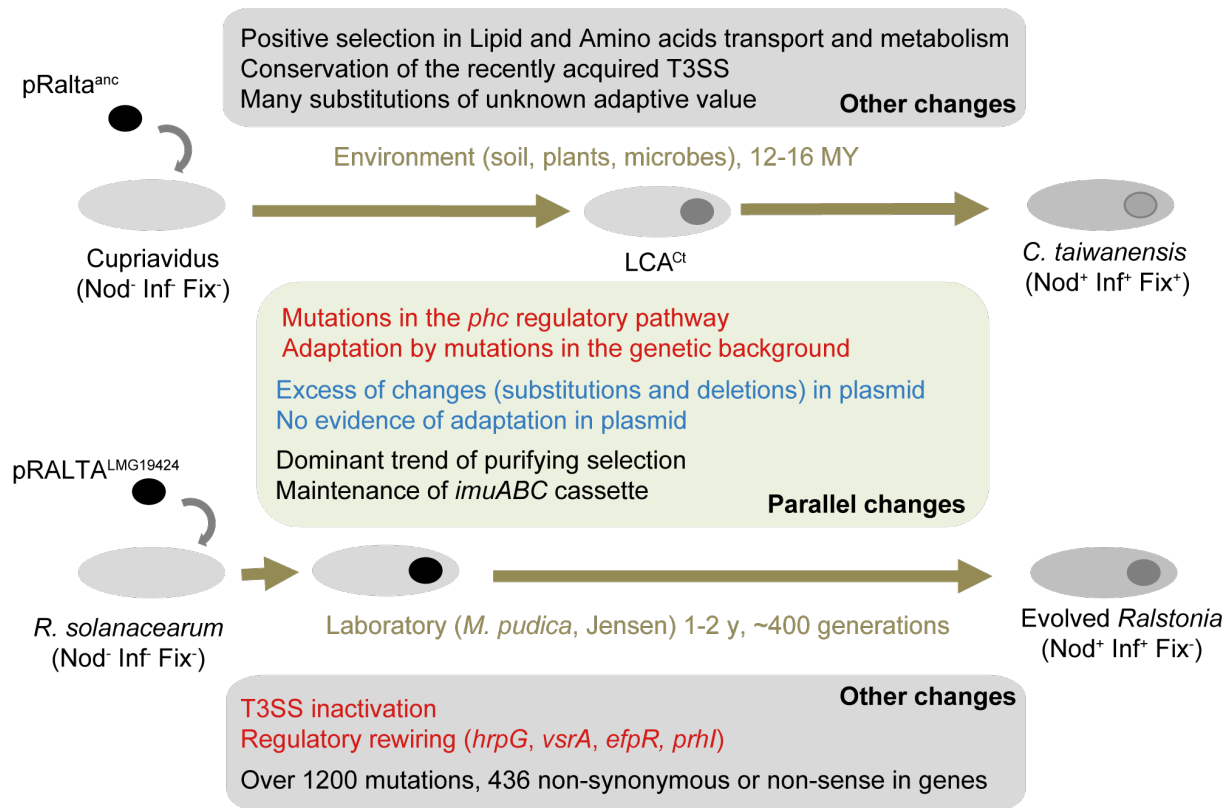 Positive selection in Lipid and Amino acids transport and metabolism
Conservation of the recently acquired T3SS
Many substitutions of unknown adaptive value
Other changes
pRalta^anc
Environment (soil, plants, microbes), 12-16 MY
Cupriavidus
(Nod⁻ Inf⁻ Fix⁻)
LCA^Ct
C. taiwanensis
(Nod⁺ Inf⁺ Fix⁺)
Mutations in the phc regulatory pathway
Adaptation by mutations in the genetic background
Excess of changes (substitutions and deletions) in plasmid
No evidence of adaptation in plasmid
Dominant trend of purifying selection
Maintenance of imuABC cassette
Parallel changes
pRALTA^LMG19424
R. solanacearum
(Nod⁻ Inf⁻ Fix⁻)
Laboratory (M. pudica, Jensen) 1-2 y, ~400 generations
Evolved Ralstonia
(Nod⁺ Inf⁺ Fix⁻)
Other changes
T3SS inactivation
Regulatory rewiring (hrpG, vsrA, efpR, prhI)
Over 1200 mutations, 436 non-synonymous or non-sense in genes